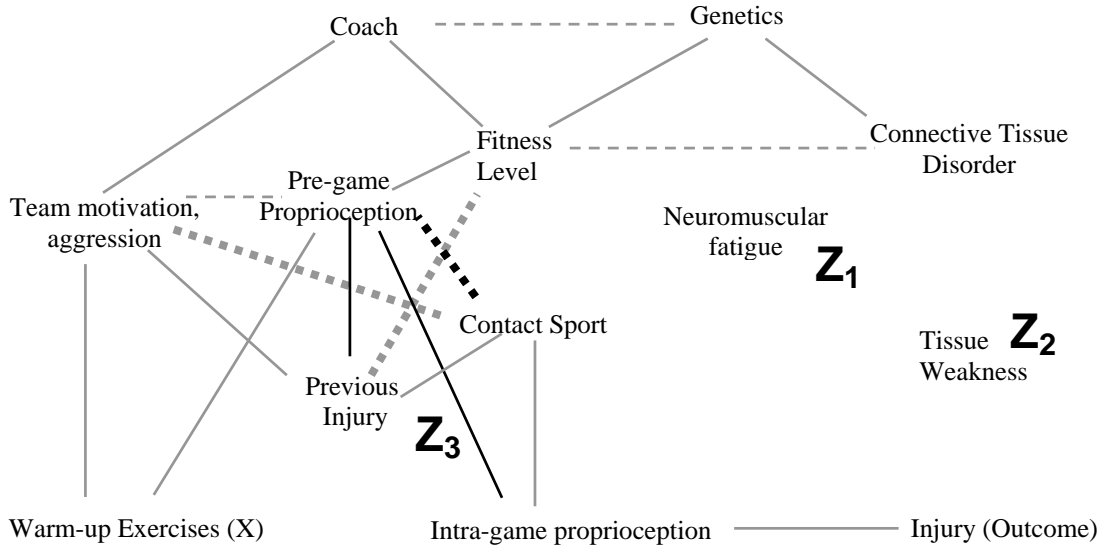 Coach
Genetics
Fitness
Level
Connective Tissue
Disorder
Pre-game
Proprioception
Team motivation,
aggression
Neuromuscular
fatigue
Z1
Contact Sport
Tissue
Weakness
Z2
Previous
Injury
Z3
Warm-up Exercises (X)
Intra-game proprioception
Injury (Outcome)